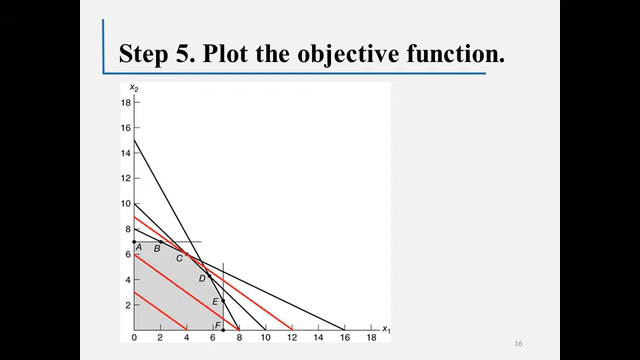 Step 5. Plot the objective function.
x₂
18
16
14
12
10
8
A
B
6
C
D
4
E
2
F
0 2 4 6 8 10 12 14 16 18 x₁
16